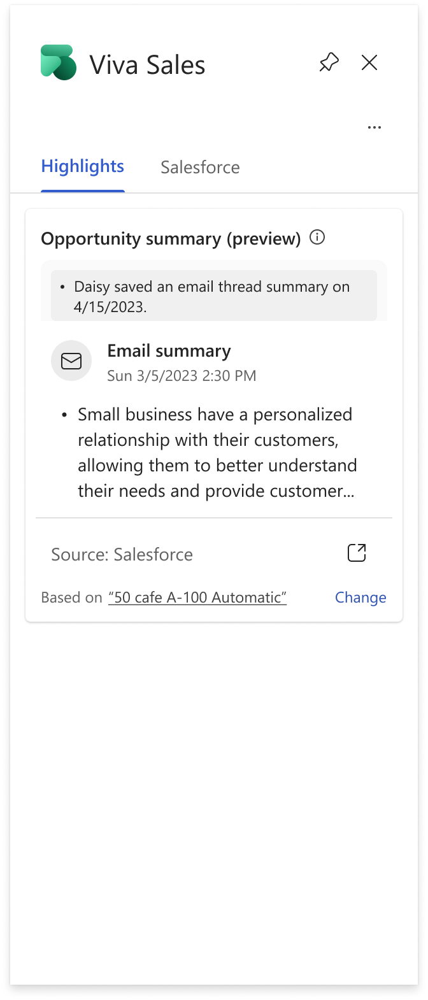 Viva Sales
...
Highlights
Salesforce
Opportunity summary (preview)
• Daisy saved an email thread summary on
4/15/2023.
Email summary
Sun 3/5/2023 2:30 PM
• Small business have a personalized
relationship with their customers,
allowing them to better understand
their needs and provide customer...
Source: Salesforce
Based on “50 cafe A-100 Automatic” Change